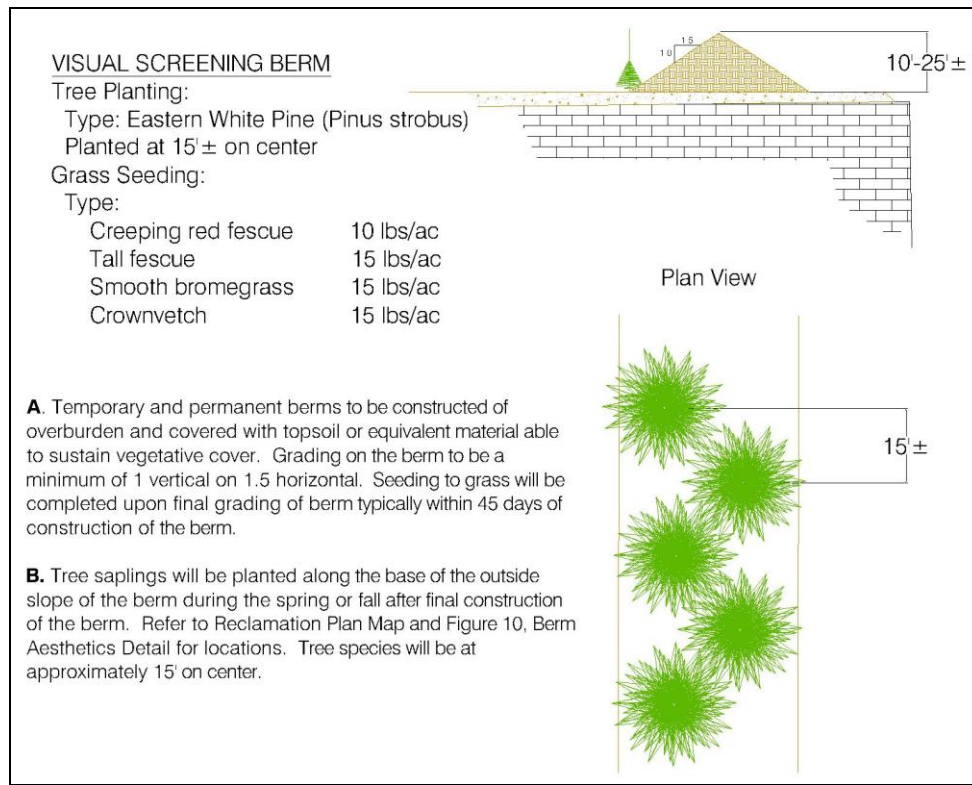 VISUAL SCREENING BERM
Tree Planting:
Type: Eastern White Pine (Pinus strobus)
Planted at 15'± on center
Grass Seeding:
Type:
Creeping red fescue 10 lbs/ac
Tall fescue 15 lbs/ac
Smooth bromegrass 15 lbs/ac
Crownvetch 15 lbs/ac
15
10
10'-25'±
Plan View
15'±
A. Temporary and permanent berms to be constructed of
overburden and covered with topsoil or equivalent material able
to sustain vegetative cover. Grading on the berm to be a
minimum of 1 vertical on 1.5 horizontal. Seeding to grass will be
completed upon final grading of berm typically within 45 days of
construction of the berm.
B. Tree saplings will be planted along the base of the outside
slope of the berm during the spring or fall after final construction
of the berm. Refer to Reclamation Plan Map and Figure 10, Berm
Aesthetics Detail for locations. Tree species will be at
approximately 15' on center.